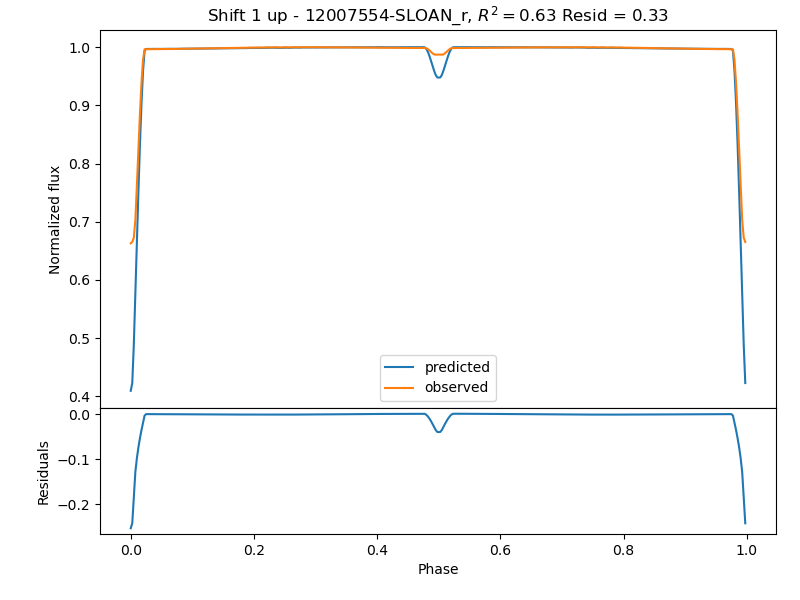 Shift 1 up - 12007554-SLOAN_r, R² = 0.63 Resid = 0.33
1.0
0.9
0.8
0.7
0.6
0.5
0.4
Normalized flux
predicted
observed
0.0
−0.1
−0.2
Residuals
0.0 0.2 0.4 0.6 0.8 1.0
Phase